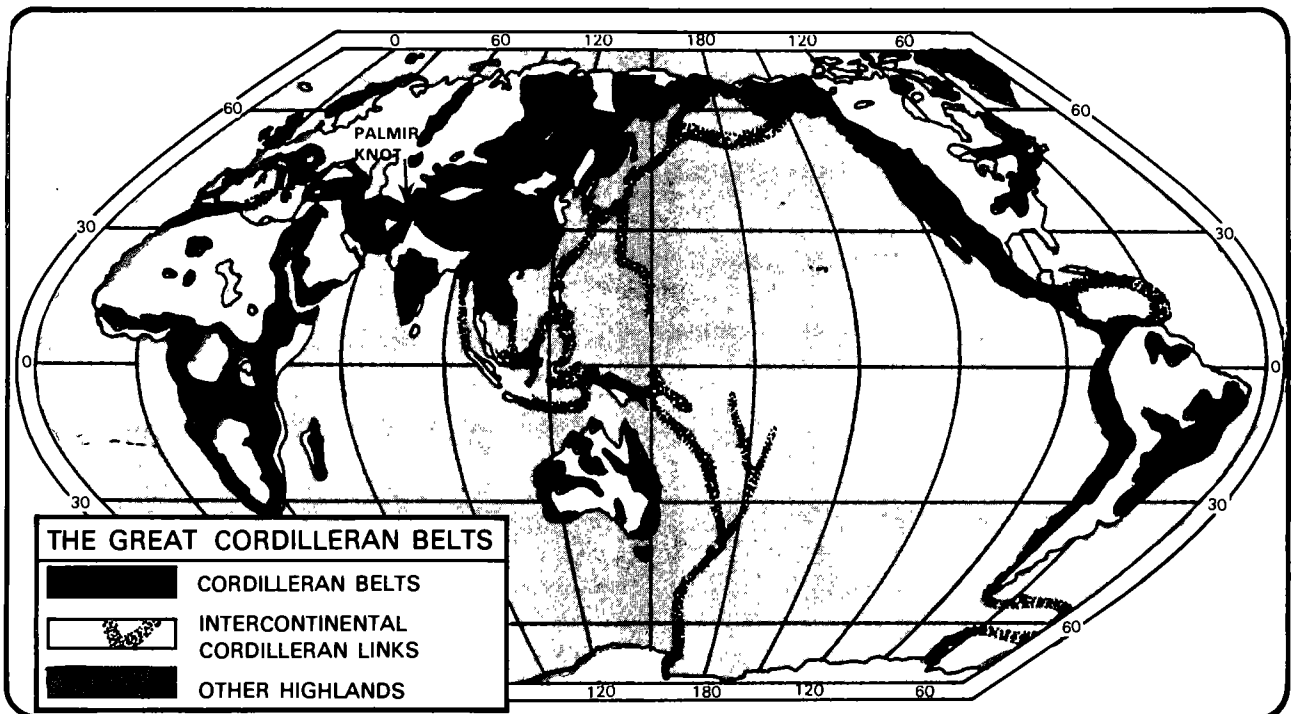 0 60 120 180 120 60
60 60
PALMIR
KNOT
30 30
0 0
30 30
THE GREAT CORDILLERAN BELTS
CORDILLERAN BELTS
INTERCONTINENTAL
CORDILLERAN LINKS
OTHER HIGHLANDS
60
120 180 120 60